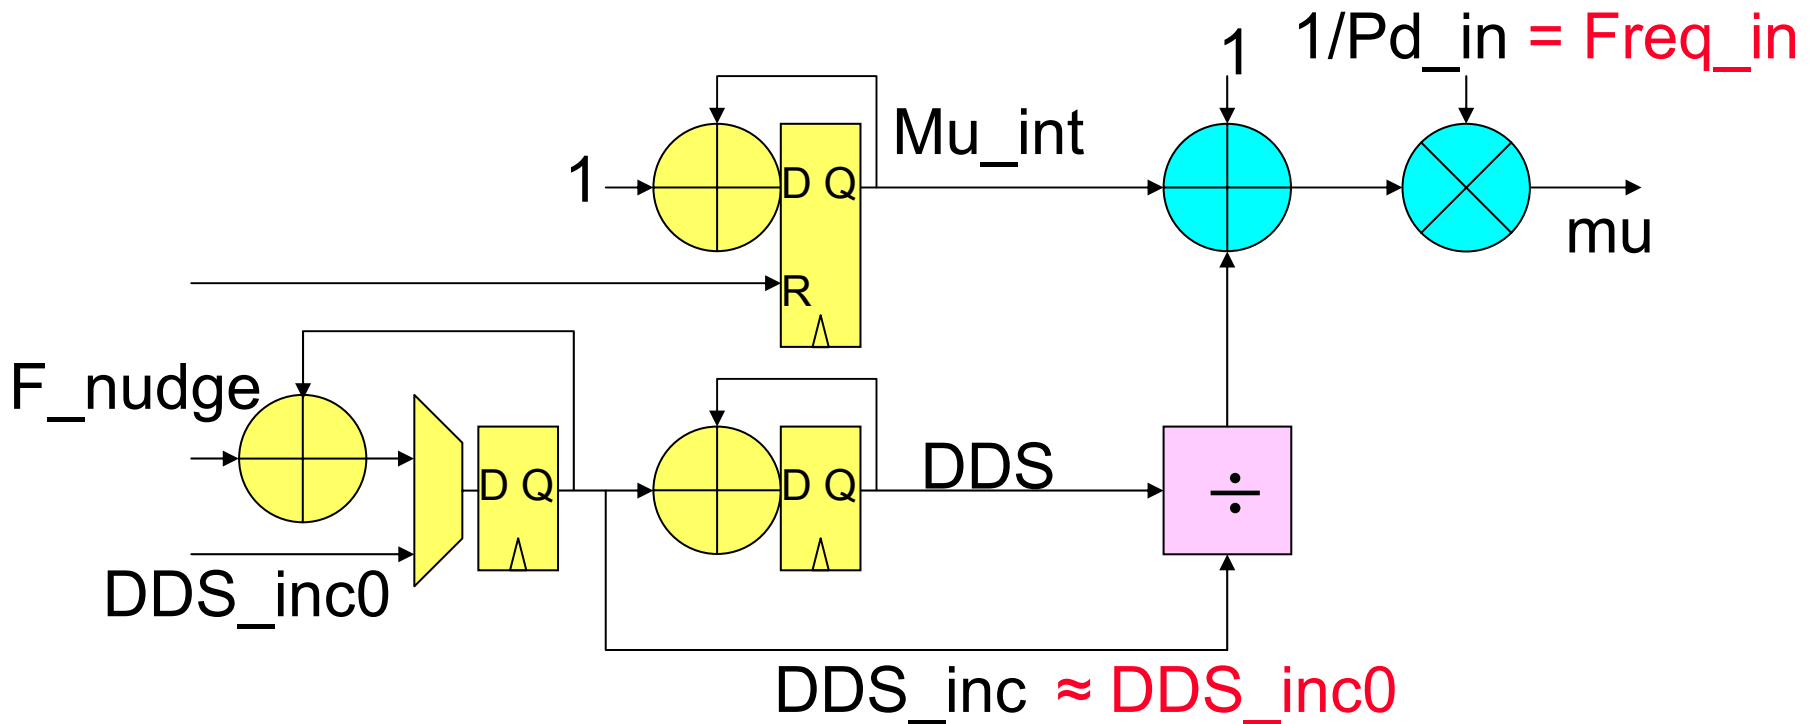 1
1/Pd_in = Freq_in
Mu_int
1
D Q
mu
R
F_nudge
DDS
D Q
D Q
÷
DDS_inc0
DDS_inc ≈ DDS_inc0